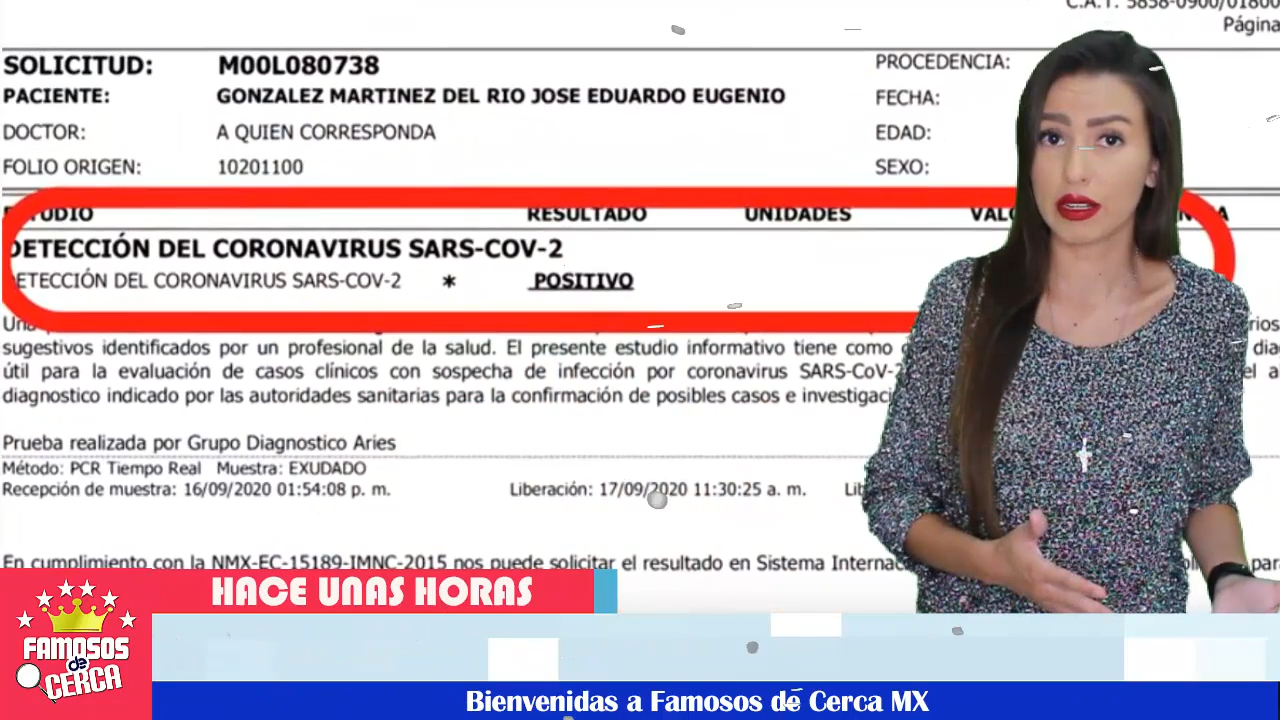 C.A.T. 5858-0900/01800
Página
SOLICITUD: M00L080738 PROCEDENCIA:
PACIENTE: GONZALEZ MARTINEZ DEL RIO JOSE EDUARDO EUGENIO FECHA:
DOCTOR: A QUIEN CORRESPONDA EDAD:
FOLIO ORIGEN: 10201100 SEXO:
RESULTADO UNIDADES
DETECCIÓN DEL CORONAVIRUS SARS-COV-2
DETECCIÓN DEL CORONAVIRUS SARS-COV-2 * POSITIVO
sugestivos identificados por un profesional de la salud. El presente estudio informativo tiene como
útil para la evaluación de casos clínicos con sospecha de infección por coronavirus SARS-CoV-2
diagnostico indicado por las autoridades sanitarias para la confirmación de posibles casos e
Prueba realizada por Grupo Diagnostico Aries
Método: PCR Tiempo Real Muestra: EXUDADO
Recepción de muestra: 16/09/2020 01:54:08 p. m. Liberación: 17/09/2020 11:30:25 a. m.
En cumplimiento con la NMX-EC-15189-IMNC-2015 nos puede solicitar el resultado en Sistema
HACE UNAS HORAS
FAMOSOS
de
CERCA
Bienvenidas a Famosos de Cerca MX